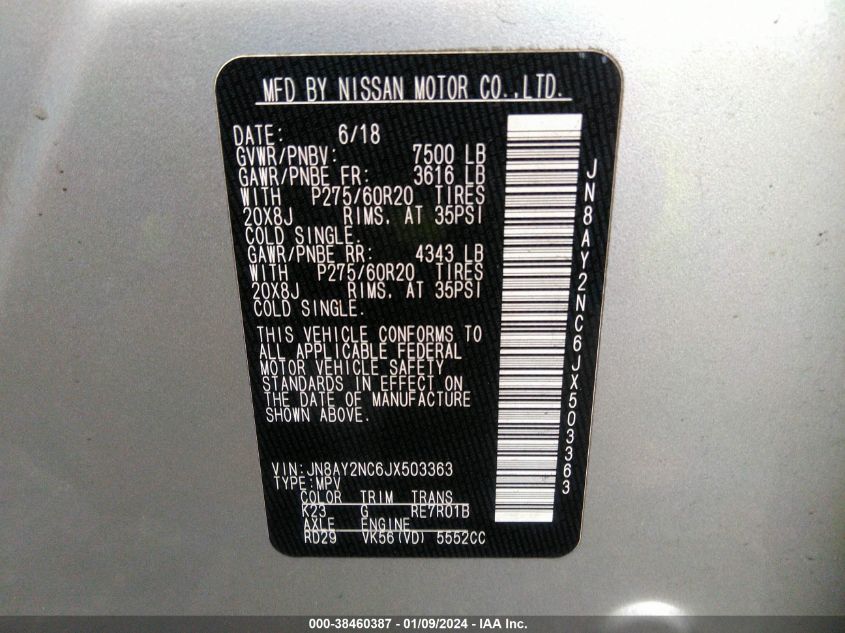 MFD BY NISSAN MOTOR CO.,LTD.
DATE: 6/18
GVWR/PNBV: 7500 LB
GAWR/PNBE FR: 3616 LB
WITH P275/60R20 TIRES
20X8J RIMS. AT 35PSI
COLD SINGLE.
GAWR/PNBE RR: 4343 LB
WITH P275/60R20 TIRES
20X8J RIMS. AT 35PSI
COLD SINGLE.
THIS VEHICLE CONFORMS TO
ALL APPLICABLE FEDERAL
MOTOR VEHICLE SAFETY
STANDARDS IN EFFECT ON
THE DATE OF MANUFACTURE
SHOWN ABOVE.
VIN:JN8AY2NC6JX503363
TYPE:MPV
COLOR TRIM TRANS
K23 G RE7R01B
AXLE ENGINE
RD29 VK56(VD) 5552CC
JN8AY2NC6JX503363
000-38460387 - 01/09/2024 - IAA Inc.